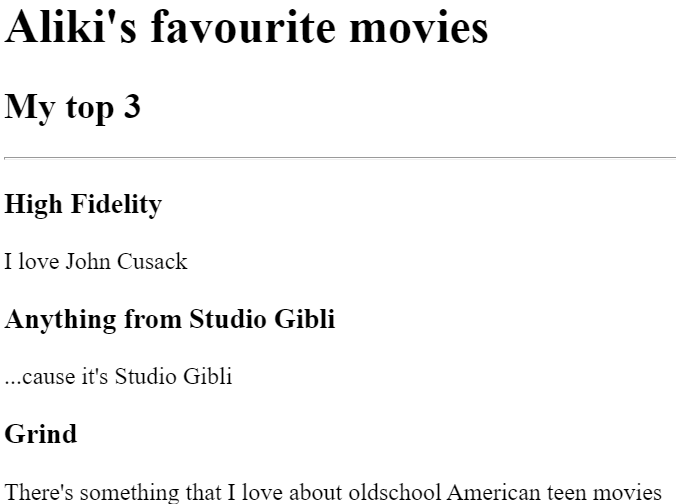 Aliki's favourite movies
My top 3
High Fidelity
I love John Cusack
Anything from Studio Gibli
...cause it's Studio Gibli
Grind
There's something that I love about oldschool American teen movies